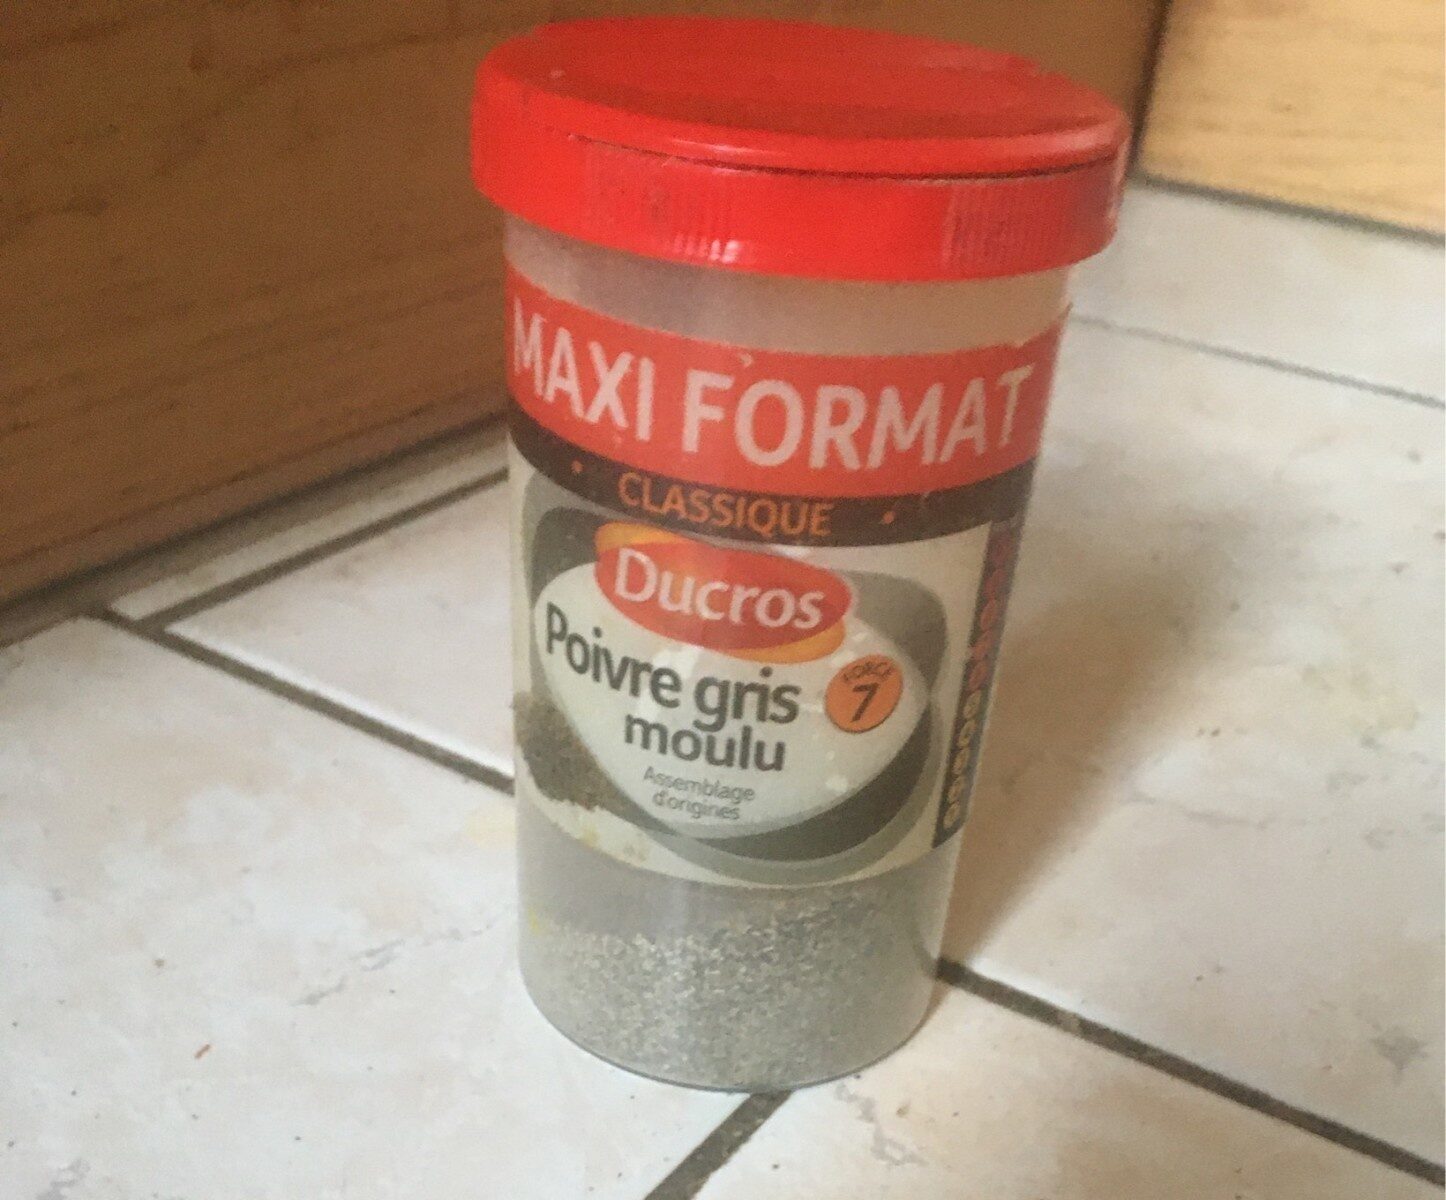 MAXI FORMAT
CLASSIQUE
Ducros
Poivre gris
moulu
FORCE
7
Assemblage
d'origines